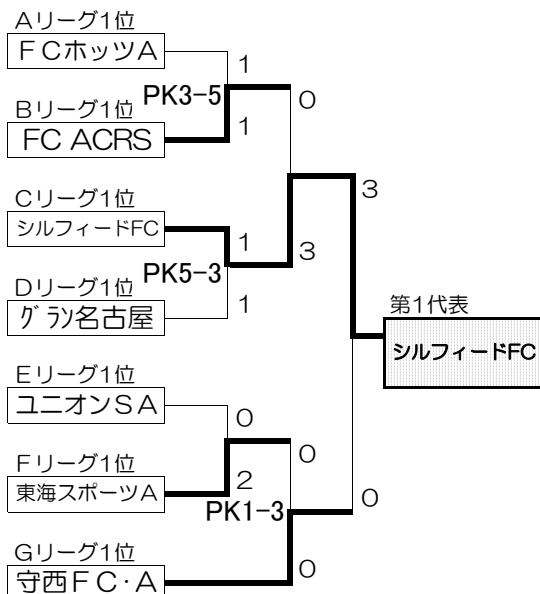 Aリーグ1位
ＦＣホッツA
1
PK3-5
0
Bリーグ1位
FC ACRS
1
Cリーグ1位
シルフィードFC
1
3
3
PK5-3
Dリーグ1位
グラン名古屋
1
第1代表
シルフィードFC
Eリーグ1位
ユニオンＳＡ
0
0
Fリーグ1位
東海スポーツA
2
PK1-3
0
Gリーグ1位
守西ＦＣ・A
0